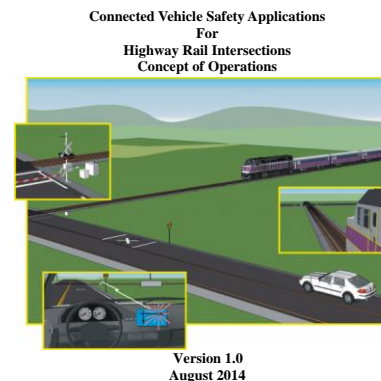 Connected Vehicle Safety Applications
For
Highway Rail Intersections
Concept of Operations
Version 1.0
August 2014